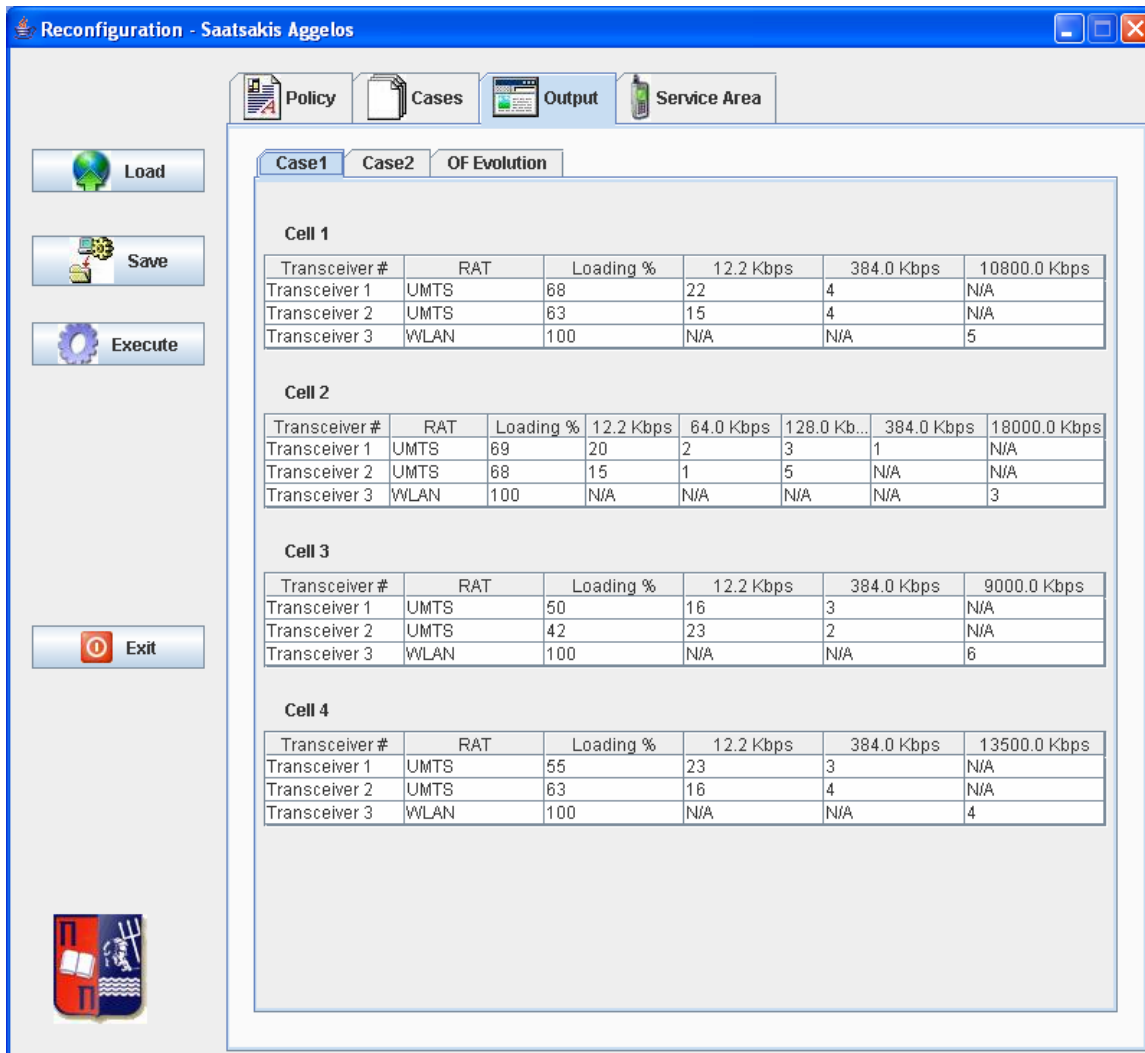 Reconfiguration - Saatsakis Aggelos
Policy Cases Output Service Area
Load
Save
Execute
Exit
Case1 Case2 OF Evolution
Cell 1
Transceiver # RAT Loading % 12.2 Kbps 384.0 Kbps 10800.0 Kbps
Transceiver 1 UMTS 68 22 4 N/A
Transceiver 2 UMTS 63 15 4 N/A
Transceiver 3 WLAN 100 N/A N/A 5
Cell 2
Transceiver # RAT Loading % 12.2 Kbps 64.0 Kbps 128.0 Kb... 384.0 Kbps 18000.0 Kbps
Transceiver 1 UMTS 69 20 2 3 1 N/A
Transceiver 2 UMTS 68 15 1 5 N/A N/A
Transceiver 3 WLAN 100 N/A N/A N/A N/A 3
Cell 3
Transceiver # RAT Loading % 12.2 Kbps 384.0 Kbps 9000.0 Kbps
Transceiver 1 UMTS 50 16 3 N/A
Transceiver 2 UMTS 42 23 2 N/A
Transceiver 3 WLAN 100 N/A N/A 6
Cell 4
Transceiver # RAT Loading % 12.2 Kbps 384.0 Kbps 13500.0 Kbps
Transceiver 1 UMTS 55 23 3 N/A
Transceiver 2 UMTS 63 16 4 N/A
Transceiver 3 WLAN 100 N/A N/A 4
Π
Π